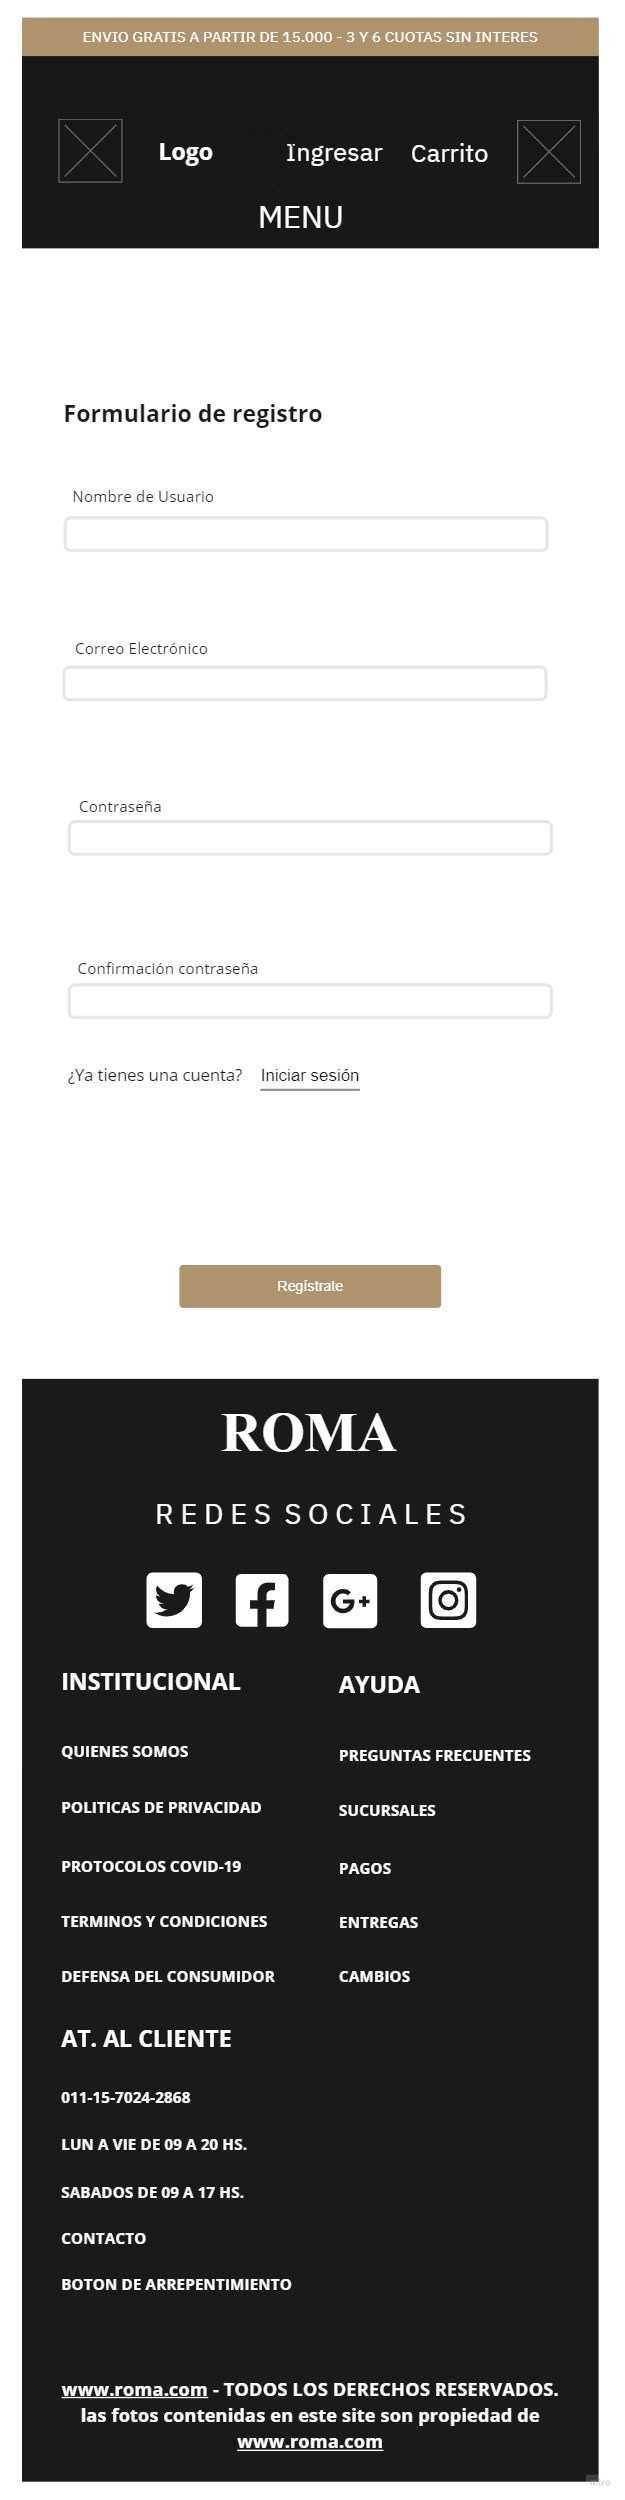 ENVIO GRATIS A PARTIR DE 15.000 - 3 Y 6 CUOTAS SIN INTERES
Logo Ingresar Carrito
MENU
Formulario de registro
Nombre de Usuario
Correo Electrónico
Contraseña
Confirmación contraseña
¿Ya tienes una cuenta? Iniciar sesión
Regístrate
ROMA
REDES SOCIALES
INSTITUCIONAL
QUIENES SOMOS
POLITICAS DE PRIVACIDAD
PROTOCOLOS COVID-19
TERMINOS Y CONDICIONES
DEFENSA DEL CONSUMIDOR
AYUDA
PREGUNTAS FRECUENTES
SUCURSALES
PAGOS
ENTREGAS
CAMBIOS
AT. AL CLIENTE
011-15-7024-2868
LUN A VIE DE 09 A 20 HS.
SABADOS DE 09 A 17 HS.
CONTACTO
BOTON DE ARREPENTIMIENTO
www.roma.com - TODOS LOS DERECHOS RESERVADOS.
las fotos contenidas en este site son propiedad de
www.roma.com
miro